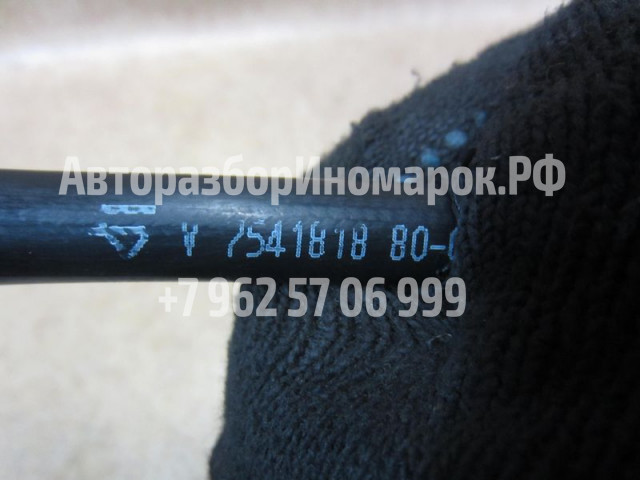 АвторазборИномарок.РФ
V 7541818 80-
+7 962 57 06 999